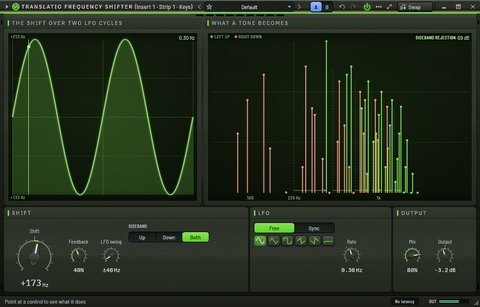 TRANSLATIO FREQUENCY SHIFTER (Insert 1 - Strip 1 - Keys)
Default
A
B
Swap
THE SHIFT OVER TWO LFO CYCLES
WHAT A TONE BECOMES
+213 Hz
0.30 Hz
LEFT UP
RIGHT DOWN
SIDEBAND REJECTION 60 dB
+133 Hz
100
220 Hz
1k
SHIFT
LFO
OUTPUT
Shift
Feedback
LFO swing
SIDEBAND
Up
Down
Both
+173 Hz
40%
±40 Hz
Free
Sync
Rate
0.30 Hz
Mix
Output
80%
-3.2 dB
Point at a control to see what it does
No latency
OUT